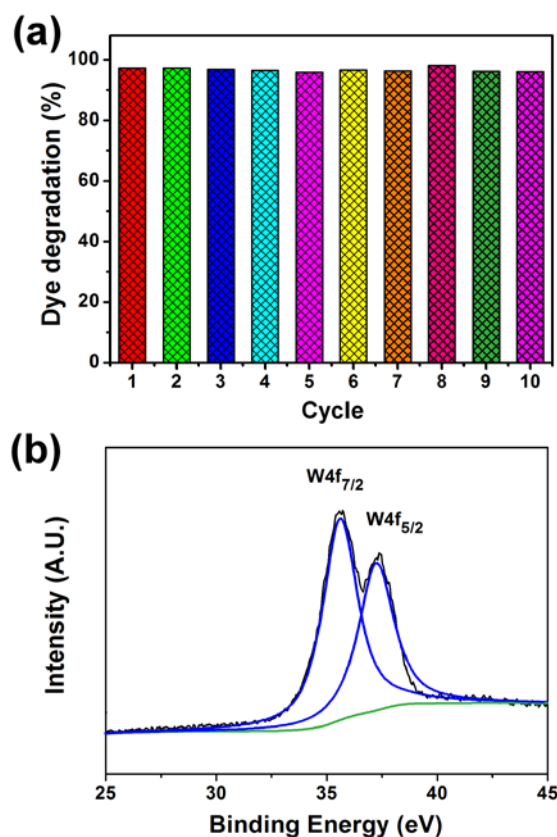 (a)
Dye degradation (%)
100
80
60
40
20
0
1 2 3 4 5 6 7 8 9 10
Cycle
(b)
Intensity (A.U.)
W4f7/2
W4f5/2
25 30 35 40 45
Binding Energy (eV)